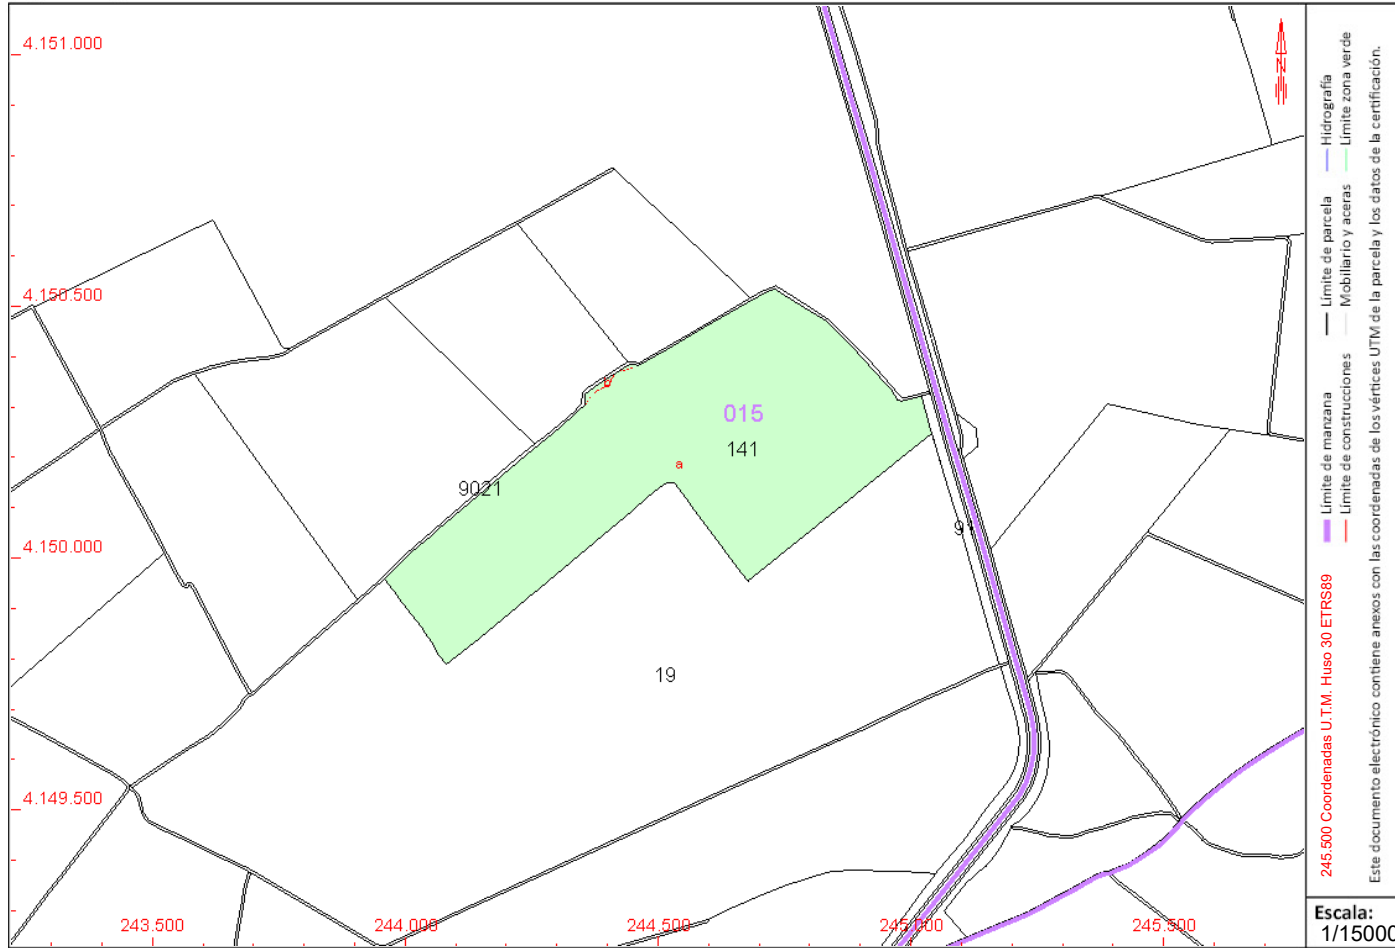 4.151.000
4.150.500
4.150.000
4.149.500
243.500
244.000
244.500
245.000
245.500
b
015
141
a
9021
9
19
N
Límite de manzana
Límite de parcela
Hidrografía
Límite de construcciones
Mobiliario y aceras
Límite zona verde
245.500 Coordenadas U.T.M. Huso 30 ETRS89
Este documento electrónico contiene anexos con las coordenadas de los vértices UTM de la parcela y los datos de la certificación.
Escala:
1/15000